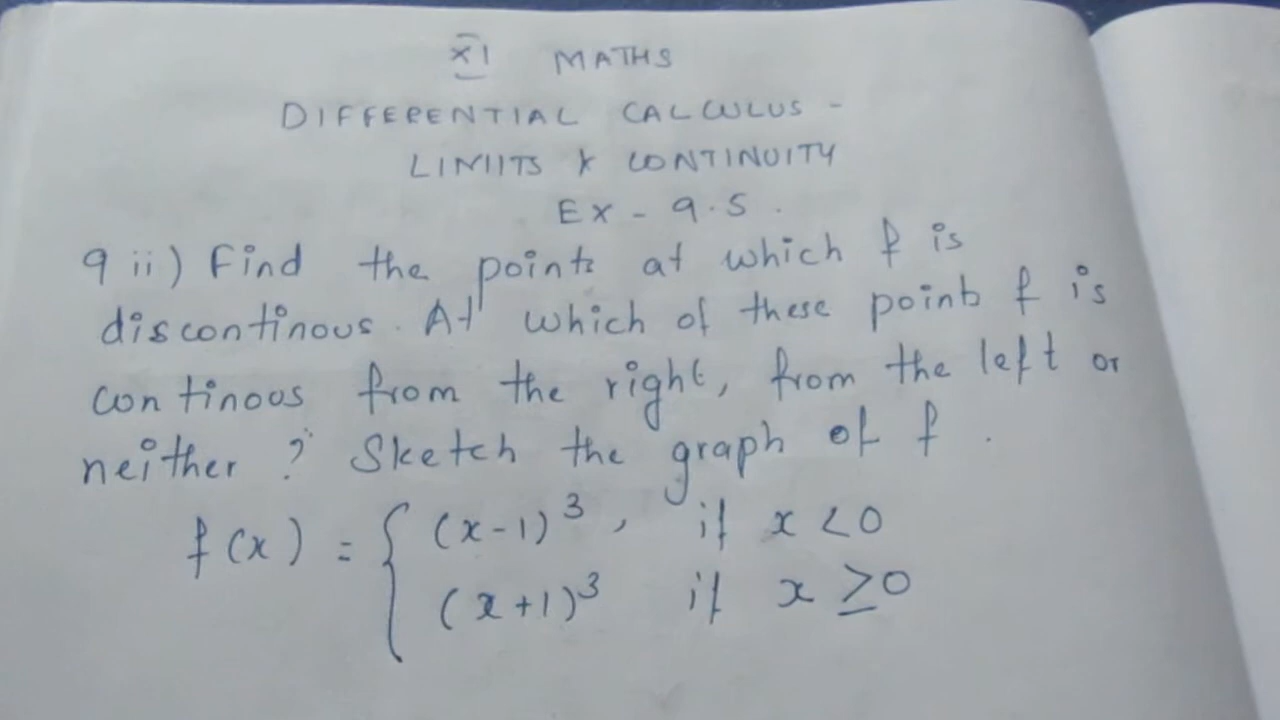 XI MATHS
DIFFERENTIAL CALCULUS -
LIMITS & CONTINUITY
EX - 9.5.
9 ii) Find the points at which f is
discontinous. At which of these points f is
continoos from the right, from the left or
neither ? Sketch the graph of f.
f(x) = { (x-1)³, if x < 0
(x+1)³ if x ≥ 0